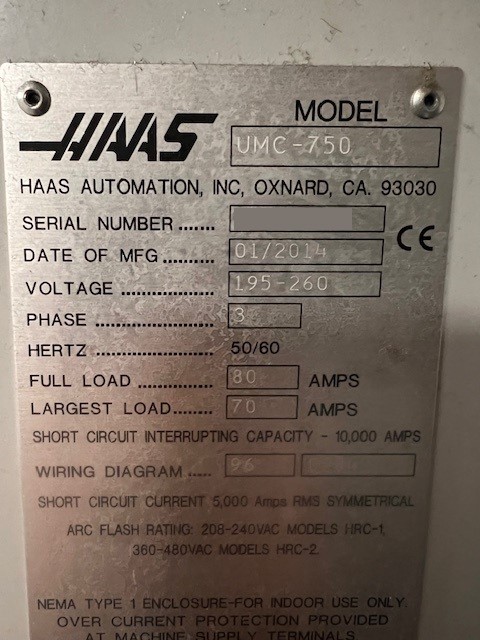 HAAS
MODEL
UMC-750
HAAS AUTOMATION, INC, OXNARD, CA. 93030
SERIAL NUMBER .......
DATE OF MFG ......... 01/2014
CE
VOLTAGE ................ 195-260
PHASE .................... 3
HERTZ .................... 50/60
FULL LOAD ............. 80 AMPS
LARGEST LOAD....... 70 AMPS
SHORT CIRCUIT INTERRUPTING CAPACITY - 10,000 AMPS
WIRING DIAGRAM ..... 96
SHORT CIRCUIT CURRENT 5,000 Amps RMS SYMMETRICAL
ARC FLASH RATING: 208-240VAC MODELS HRC-1,
360-480VAC MODELS HRC-2.
NEMA TYPE 1 ENCLOSURE-FOR INDOOR USE ONLY
OVER CURRENT PROTECTION PROVIDED
AT MACHINE SUPPLY TERMINALS